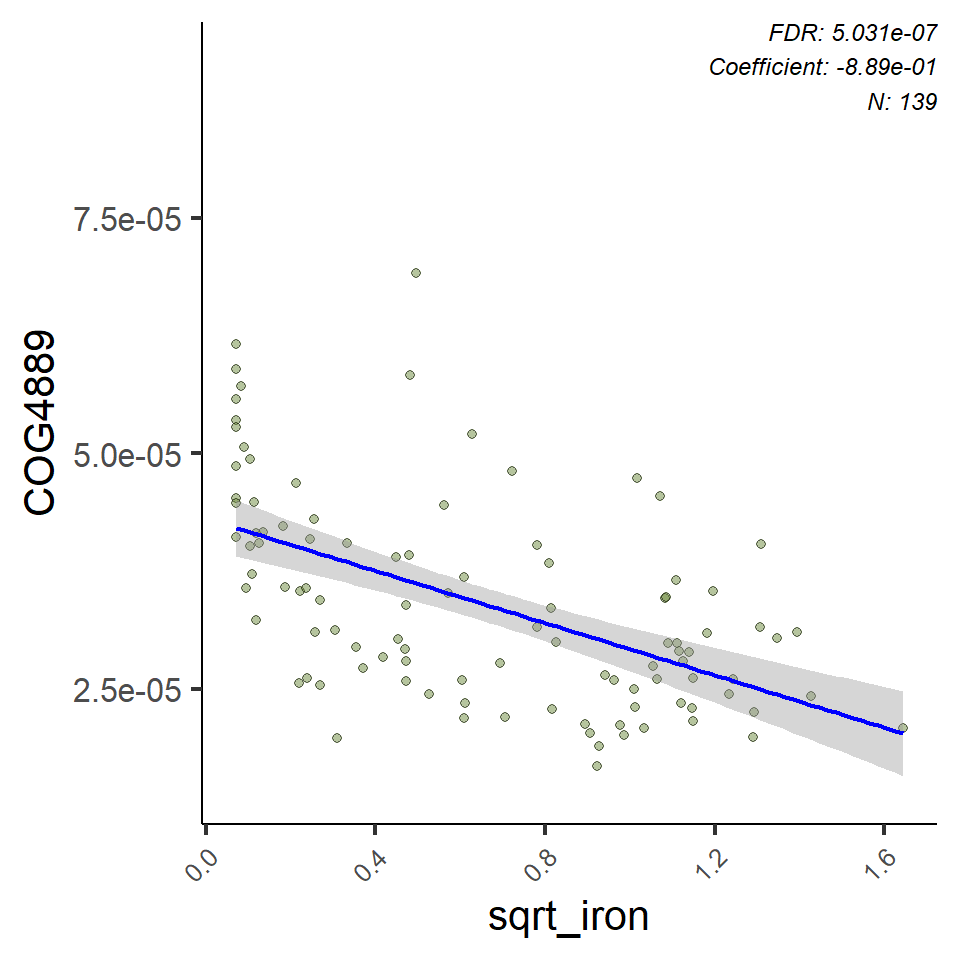 FDR: 5.031e-07
Coefficient: -8.89e-01
N: 139
7.5e-05
5.0e-05
2.5e-05
COG4889
0.0
0.4
0.8
1.2
1.6
sqrt_iron